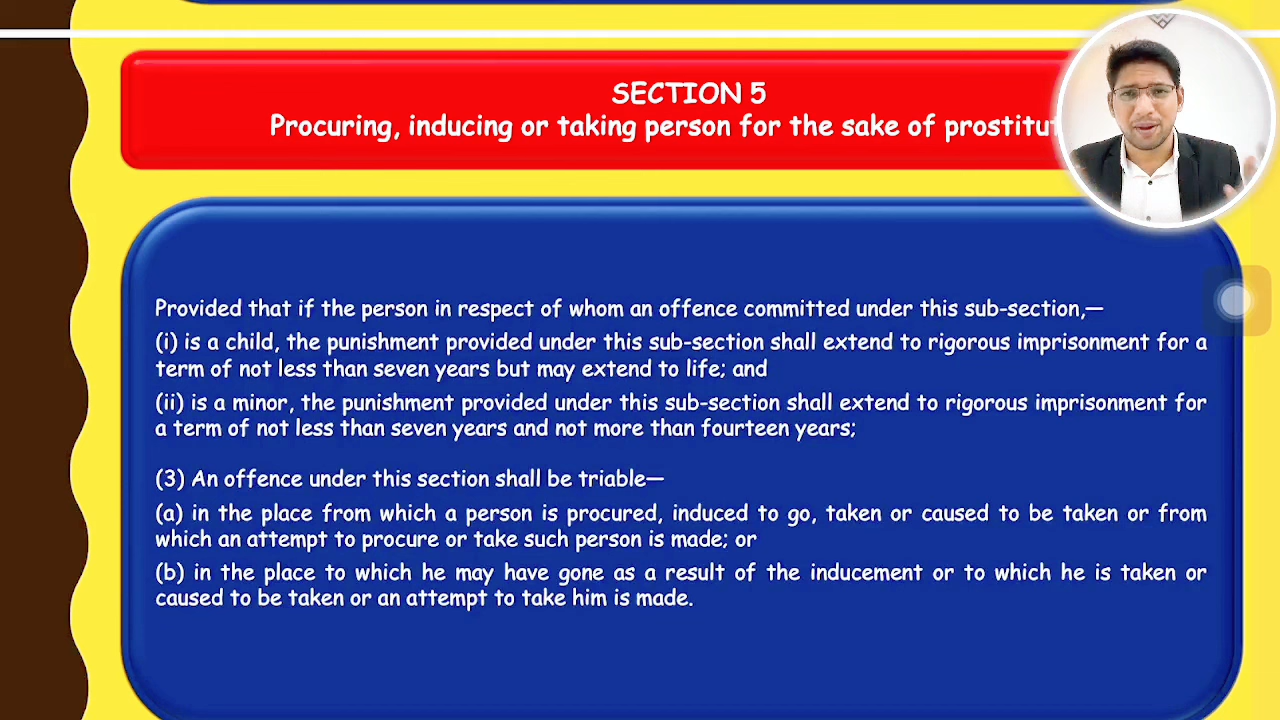 SECTION 5
Procuring, inducing or taking person for the sake of
Provided that if the person in respect of whom an offence committed under this sub-section,—
(i) is a child, the punishment provided under this sub-section shall extend to rigorous imprisonment for a
term of not less than seven years but may extend to life; and
(ii) is a minor, the punishment provided under this sub-section shall extend to rigorous imprisonment for
a term of not less than seven years and not more than fourteen years;
(3) An offence under this section shall be triable—
(a) in the place from which a person is procured, induced to go, taken or caused to be taken or from
which an attempt to procure or take such person is made; or
(b) in the place to which he may have gone as a result of the inducement or to which he is taken or
caused to be taken or an attempt to take him is made.